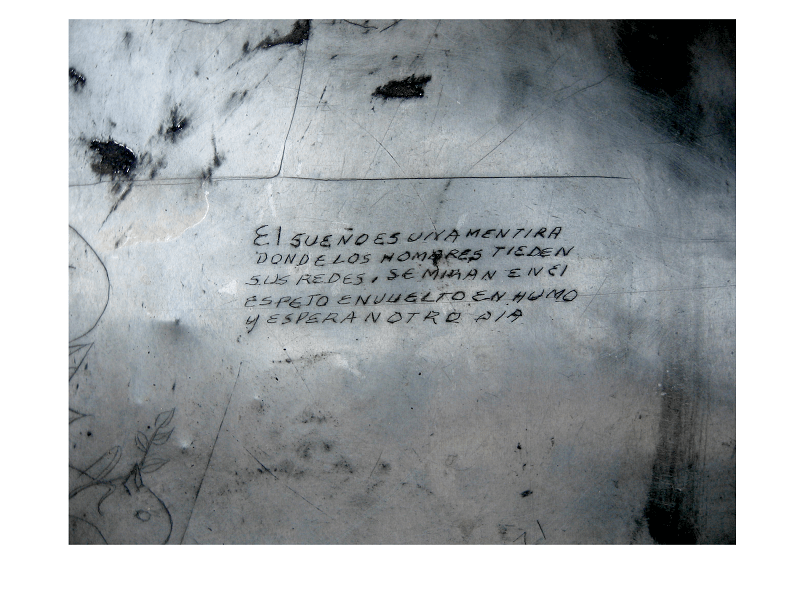 El SUEÑO ES UNA MENTIRA
DONDE LOS HOMBRES TIEDEN
SUS REDES, SE MIRAN EN El
ESPEJO ENVUELTO EN HUMO
Y ESPERAN OTRO DIA